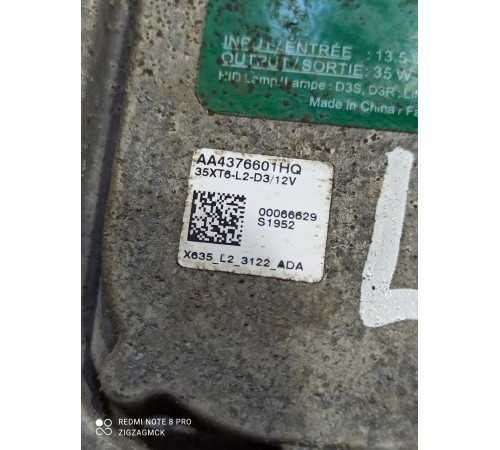 INPUT/ENTRÉE : 13.5
OUTPUT/SORTIE: 35 W
HID Lamp/Lampe : D3S, D3R:
Made in China /
AA4376601HQ
35XT6-L2-D3/12V
00066629
S1952
X635_L2_3122_ADA
L
REDMI NOTE 8 PRO
ZIGZAGMCK